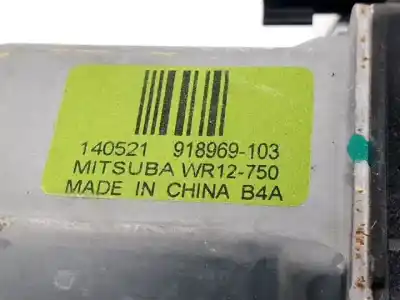 140521 918969-103
MITSUBA WR12-750
MADE IN CHINA B4A